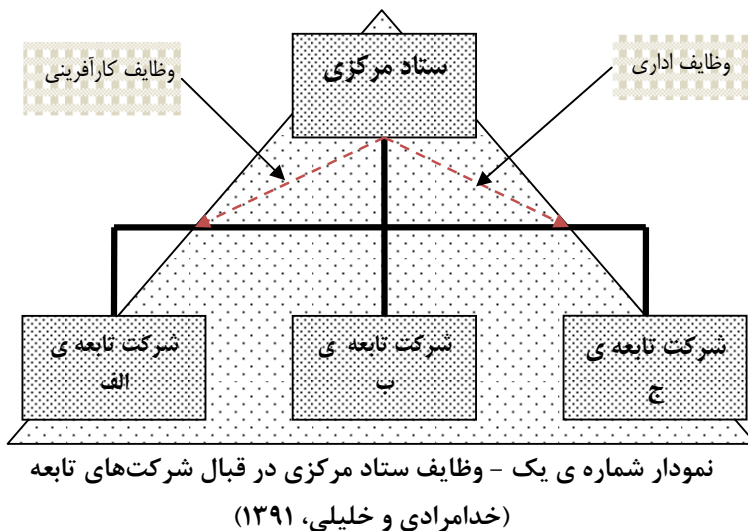 ستاد مرکزی
وظایف اداری
وظایف کارآفرینی
شرکت تابعه ی
ج
شرکت تابعه ی
ب
شرکت تابعه ی
الف
نمودار شماره ی یک – وظایف ستاد مرکزی در قبال شرکت‌های تابعه
(خدامرادی و خلیلی، ۱۳۹۱)